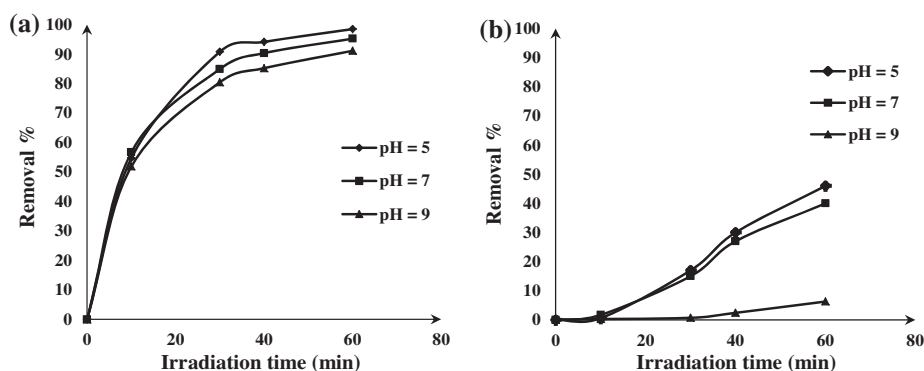 (a)
100
90
80
70
60
50
40
30
20
10
0
Removal %
0 20 40 60 80
Irradiation time (min)
pH = 5
pH = 7
pH = 9
(b)
100
90
80
70
60
50
40
30
20
10
0
Removal %
0 20 40 60 80
Irradiation time (min)
pH = 5
pH = 7
pH = 9